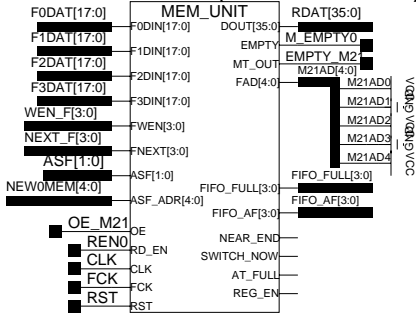 F0DAT[17:0]
F1DAT[17:0]
F2DAT[17:0]
F3DAT[17:0]
WEN_F[3:0]
NEXT_F[3:0]
ASF[1:0]
NEW0MEM[4:0]
OE_M21
REN0
CLK
FCK
RST
MEM_UNIT
F0DIN[17:0]
F1DIN[17:0]
F2DIN[17:0]
F3DIN[17:0]
FWEN[3:0]
FNEXT[3:0]
ASF[1:0]
ASF_ADR[4:0]
OE
RD_EN
CLK
FCK
RST
DOUT[35:0]
EMPTY
MT_OUT
FAD[4:0]
FIFO_FULL[3:0]
FIFO_AF[3:0]
NEAR_END
SWITCH_NOW
AT_FULL
REG_EN
RDAT[35:0]
M_EMPTY0
EMPTY_M21
M21AD[4:0]
M21AD0
M21AD1
M21AD2
M21AD3
M21AD4
VCC
FIFO_FULL[3:0]
FIFO_AF[3:0]